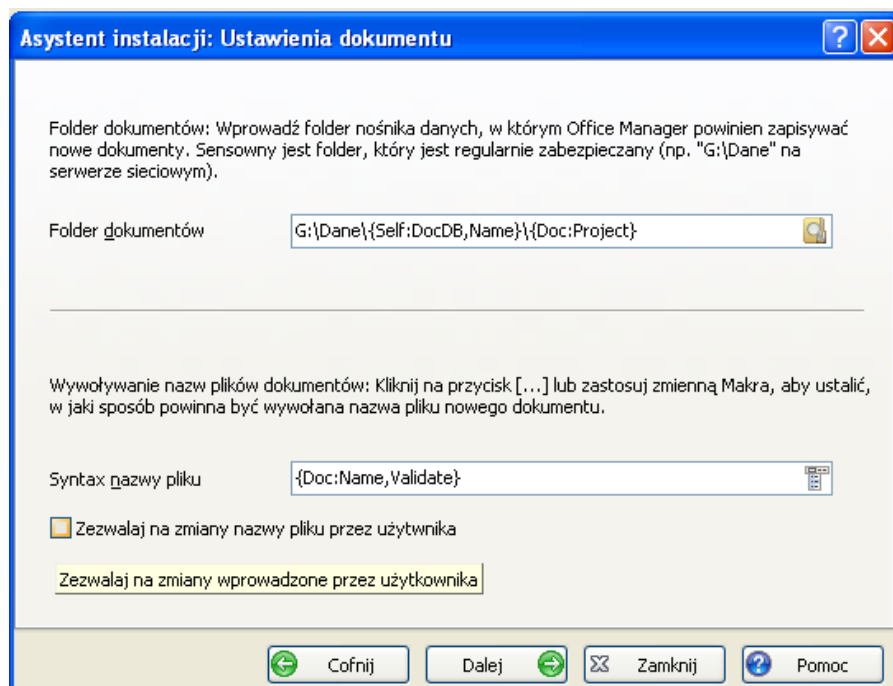 Asystent instalacji: Ustawienia dokumentu
Folder dokumentów: Wprowadź folder nośnika danych, w którym Office Manager powinien zapisywać
nowe dokumenty. Sensowny jest folder, który jest regularnie zabezpieczany (np. "G:\Dane" na
serwerze sieciowym).
Folder dokumentów G:\Dane\{Self:DocDB,Name}\{Doc:Project}
Wywoływanie nazw plików dokumentów: Kliknij na przycisk [...] lub zastosuj zmienną Makra, aby ustalić,
w jaki sposób powinna być wywołana nazwa pliku nowego dokumentu.
Syntax nazwy pliku {Doc:Name,Validate}
Zezwalaj na zmiany nazwy pliku przez użytwnika
Zezwalaj na zmiany wprowadzone przez użytkownika
Cofnij Dalej Zamknij Pomoc